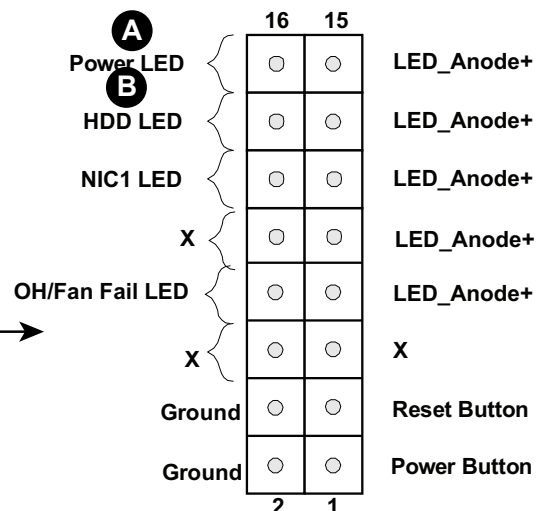 16 15
A
Power LED LED_Anode+
B
HDD LED LED_Anode+
NIC1 LED LED_Anode+
X LED_Anode+
OH/Fan Fail LED LED_Anode+
X X
Ground Reset Button
Ground Power Button
2 1